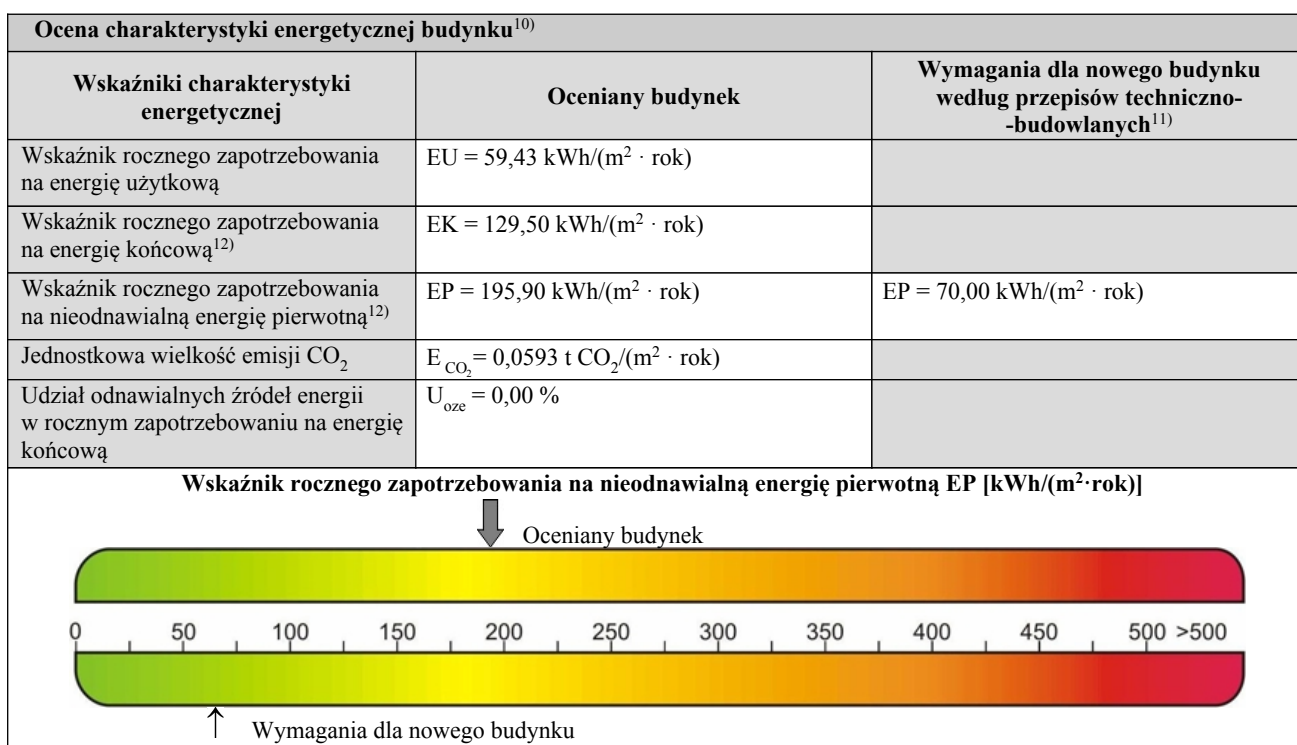 Ocena charakterystyki energetycznej budynku10)
Wskaźniki charakterystyki
energetycznej
Oceniany budynek
Wymagania dla nowego budynku
według przepisów techniczno-
-budowlanych11)
Wskaźnik rocznego zapotrzebowania
na energię użytkową
EU = 59,43 kWh/(m2 · rok)
Wskaźnik rocznego zapotrzebowania
na energię końcową12)
EK = 129,50 kWh/(m2 · rok)
Wskaźnik rocznego zapotrzebowania
na nieodnawialną energię pierwotną12)
EP = 195,90 kWh/(m2 · rok)
EP = 70,00 kWh/(m2 · rok)
Jednostkowa wielkość emisji CO2
E CO2= 0,0593 t CO2/(m2 · rok)
Udział odnawialnych źródeł energii
w rocznym zapotrzebowaniu na energię
końcową
Uoze = 0,00 %
Wskaźnik rocznego zapotrzebowania na nieodnawialną energię pierwotną EP [kWh/(m2·rok)]
Oceniany budynek
0 50 100 150 200 250 300 350 400 450 500 >500
Wymagania dla nowego budynku